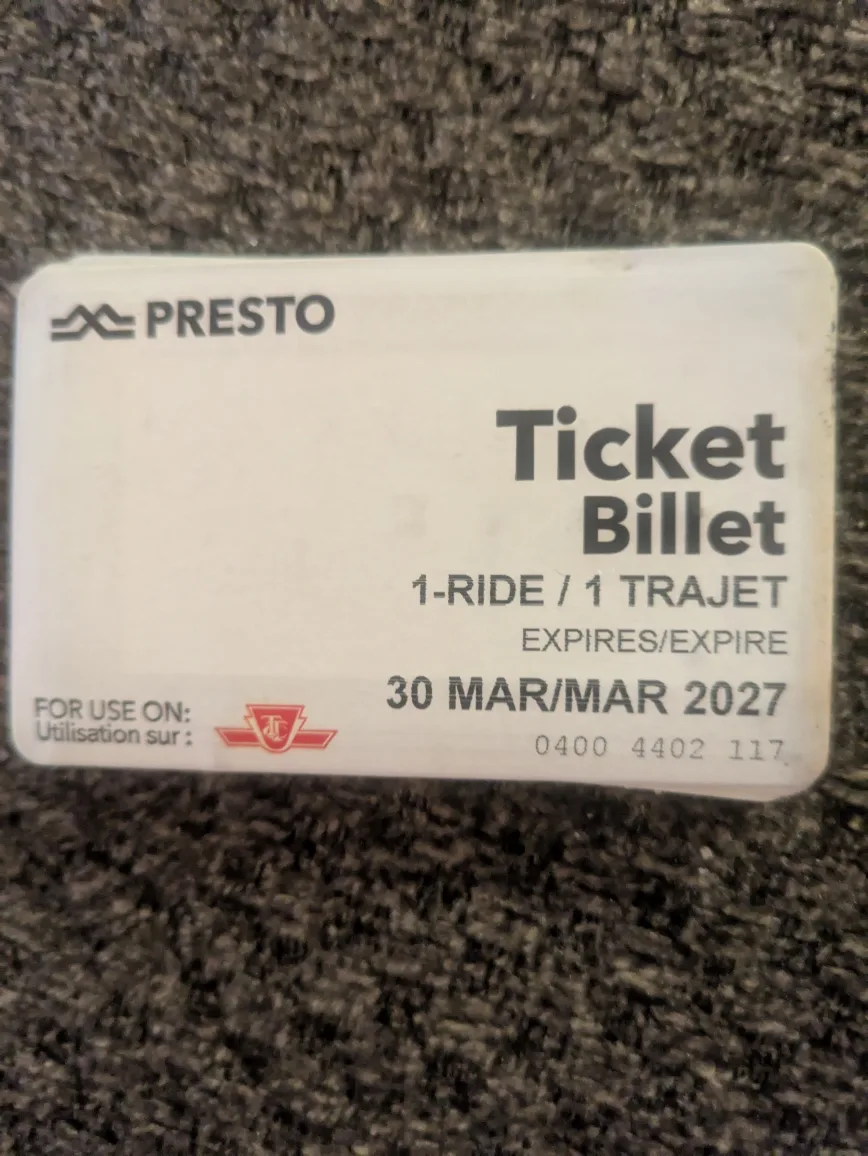 PRESTO
Ticket
Billet
1-RIDE / 1 TRAJET
EXPIRES/EXPIRE
30 MAR/MAR 2027
FOR USE ON:
Utilisation sur :
TTC
0400 4402 117